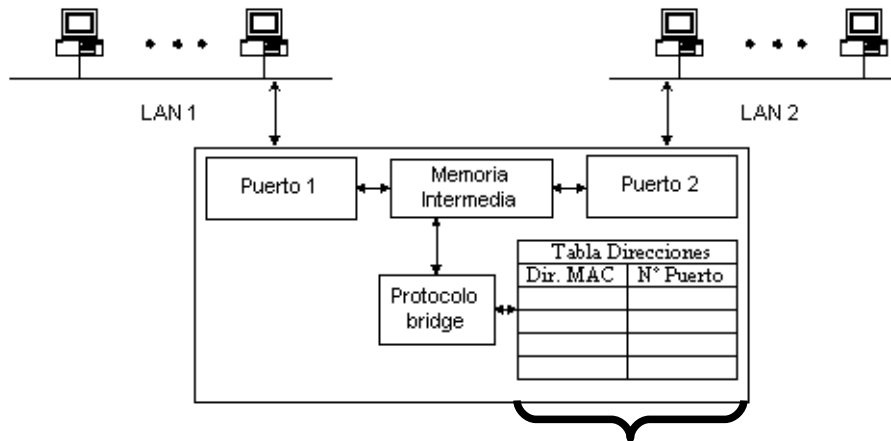 LAN 1
LAN 2
Puerto 1
Memoria
Intermedia
Puerto 2
Protocolo
bridge
Tabla Direcciones
Dir. MAC
N° Puerto